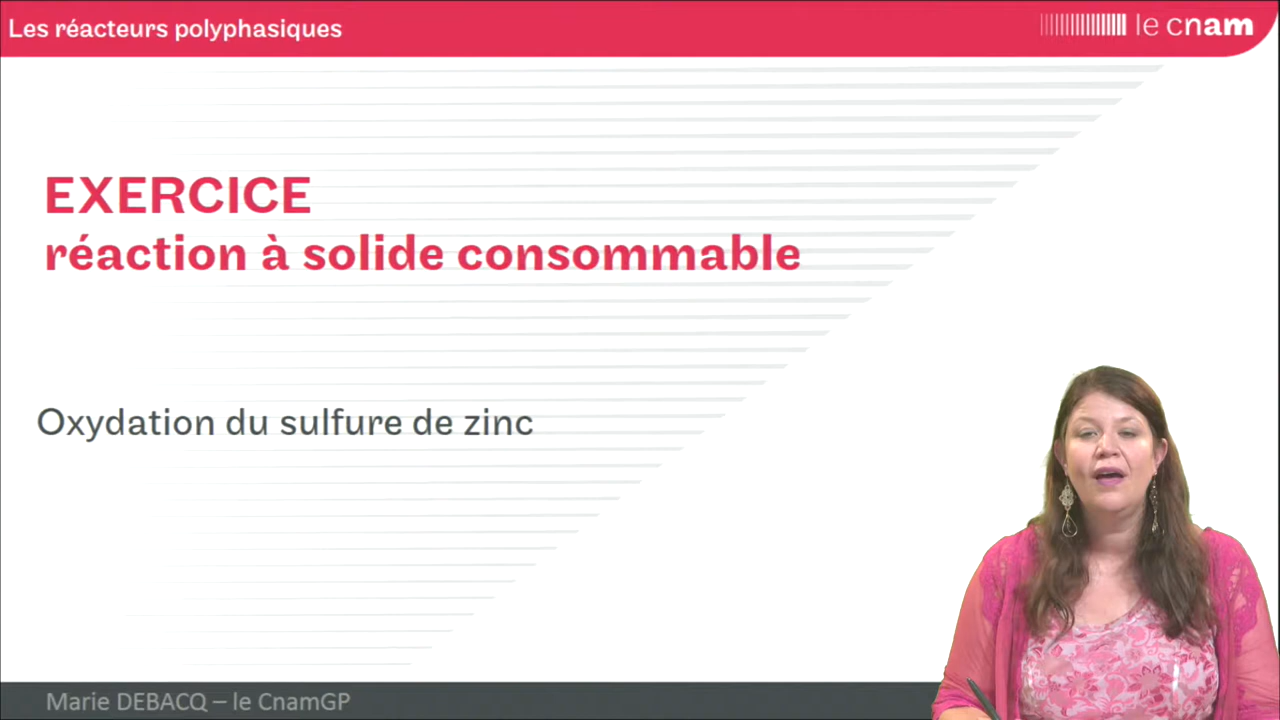 Les réacteurs polyphasiques
le cnam
EXERCICE
réaction à solide consommable
Oxydation du sulfure de zinc
Marie DEBACQ – le CnamGP